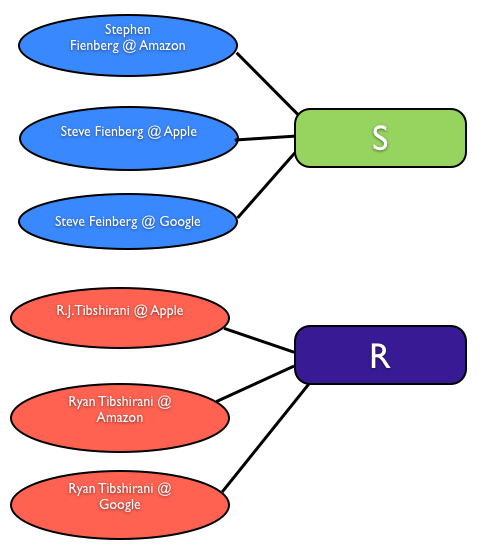 Stephen
Fienberg @ Amazon
Steve Fienberg @ Apple
S
Steve Feinberg @ Google
R.J.Tibshirani @ Apple
R
Ryan Tibshirani @
Amazon
Ryan Tibshirani @
Google